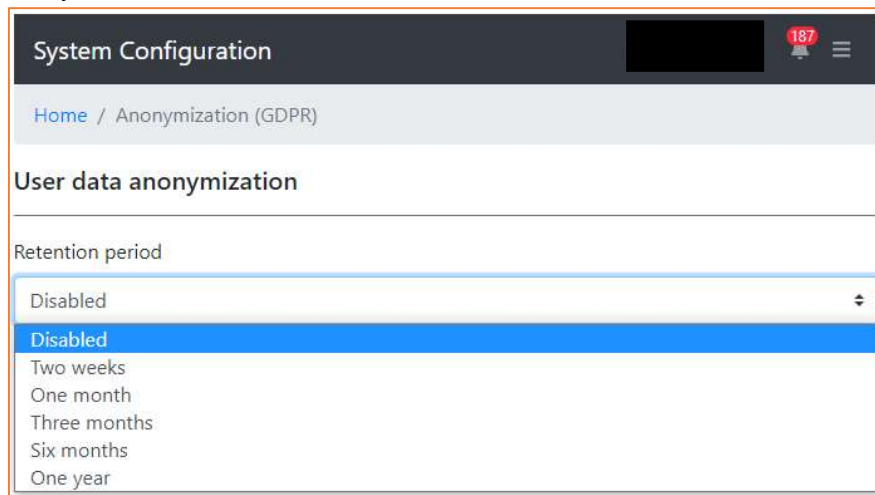 System Configuration
187
Home / Anonymization (GDPR)
User data anonymization
Retention period
Disabled
Disabled
Two weeks
One month
Three months
Six months
One year